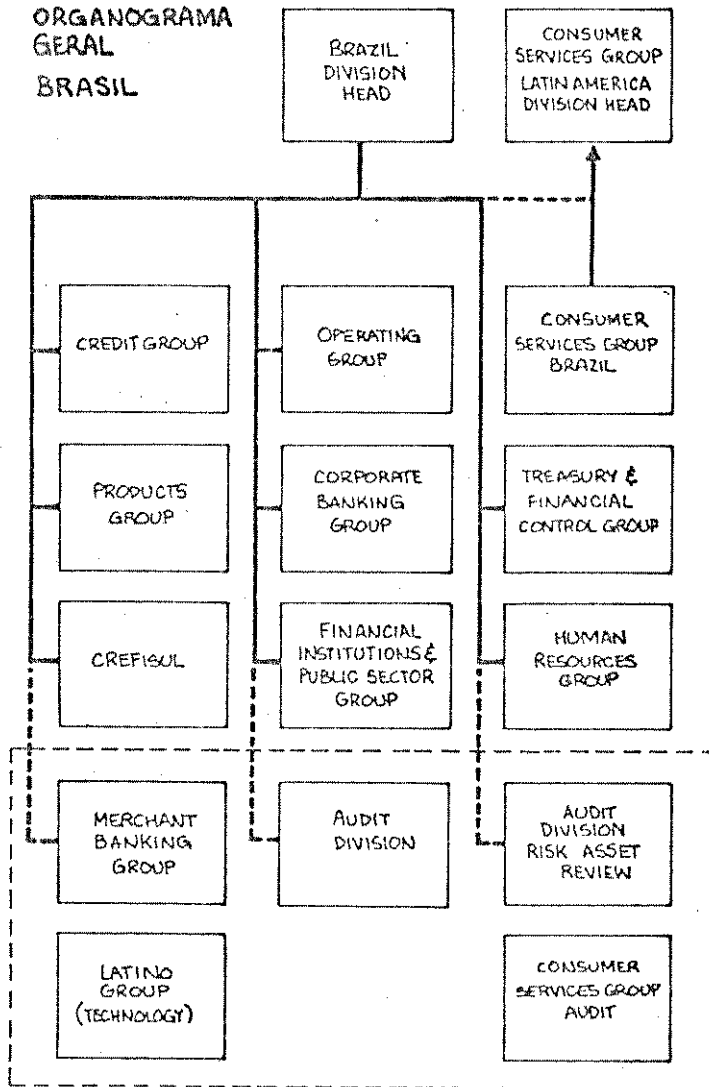 ORGANOGRAMA
GERAL
BRASIL
BRAZIL
DIVISION
HEAD
CONSUMER
SERVICES GROUP
LATIN AMERICA
DIVISION HEAD
CREDIT GROUP
OPERATING
GROUP
CONSUMER
SERVICES GROUP
BRAZIL
PRODUCTS
GROUP
CORPORATE
BANKING
GROUP
TREASURY &
FINANCIAL
CONTROL GROUP
CREFISUL
FINANCIAL
INSTITUTIONS &
PUBLIC SECTOR
GROUP
HUMAN
RESOURCES
GROUP
MERCHANT
BANKING
GROUP
AUDIT
DIVISION
AUDIT
DIVISION
RISK ASSET
REVIEW
LATINO
GROUP
(TECHNOLOGY)
CONSUMER
SERVICES GROUP
AUDIT